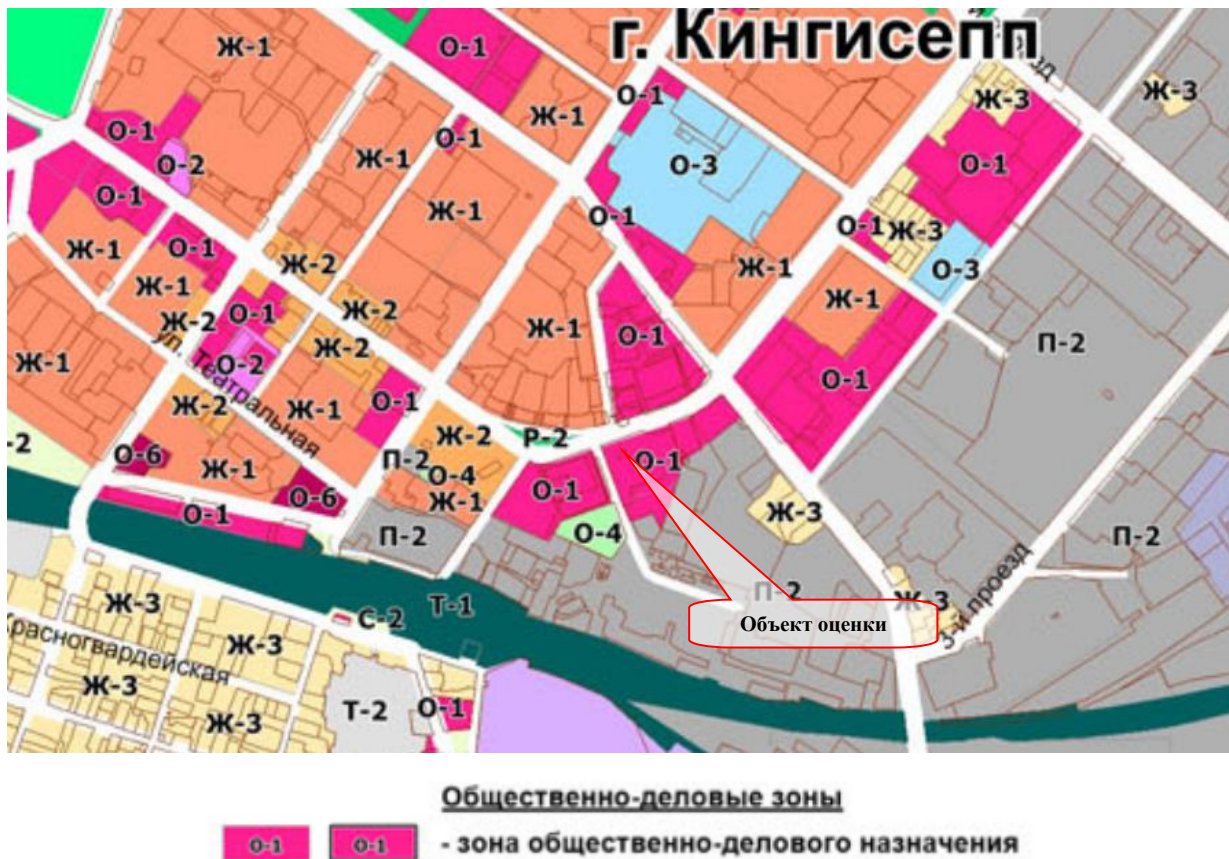 г. Кингисепп
Ж-1
О-1
Ж-1
О-1
проезд
Ж-3
Ж-3
О-1
О-2
Ж-1
О-1
О-3
О-1
О-1
Ж-1
О-1
О-1
Ж-3
Ж-1
О-1
Ж-2
Ж-1
О-3
Ж-1
О-1
Ж-2
Ж-1
Ж-2
Ж-1
О-1
П-2
Ж-1
О-2
Ж-2
ул. Театральная
О-1
Ж-2
Ж-1
О-1
Ж-2
Р-2
-2
О-6
Ж-1
П-2
О-4
О-1
О-6
Ж-1
О-1
Ж-3
О-1
П-2
О-4
П-2
Ж-3
Т-1
П-2
Ж-3
С-2
3-й проезд
Объект оценки
Красногвардейская
Ж-3
Ж-3
Ж-3
Т-2
О-1
Общественно-деловые зоны
О-1 О-1 - зона общественно-делового назначения